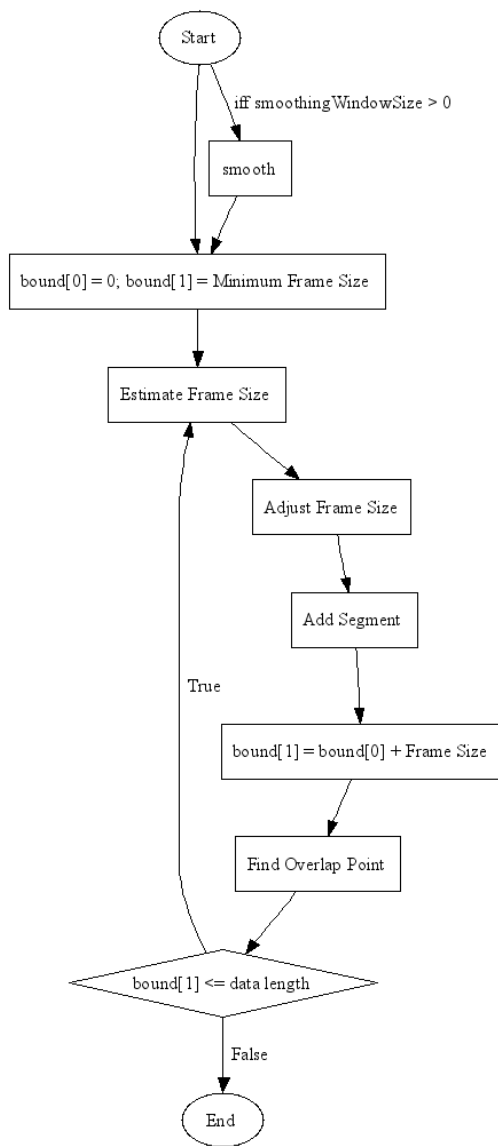 Start
iff smoothingWindowSize > 0
smooth
bound[0] = 0; bound[1] = Minimum Frame Size
Estimate Frame Size
Adjust Frame Size
Add Segment
True
bound[1] = bound[0] + Frame Size
Find Overlap Point
bound[1] <= data length
False
End